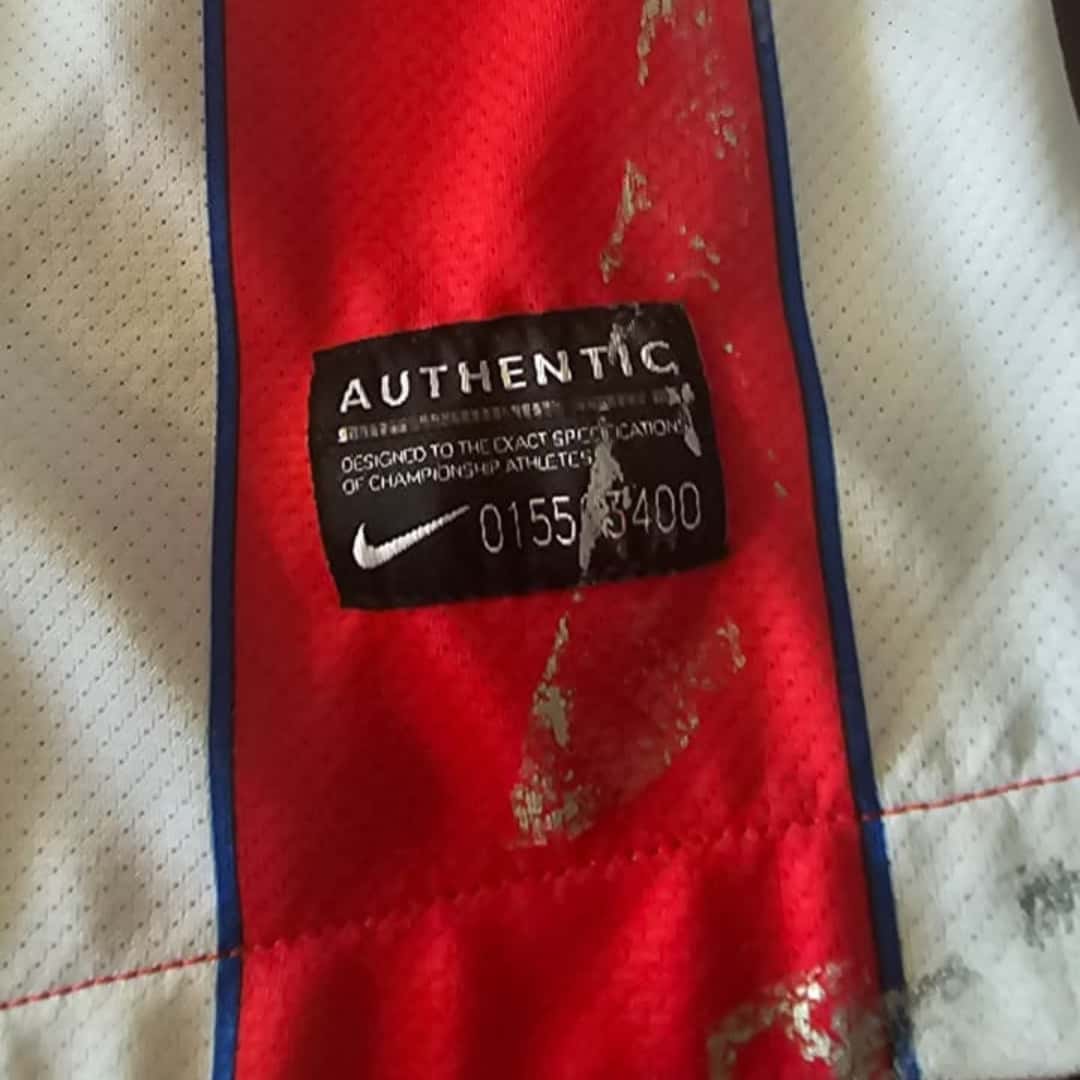 AUTHENTIC
DESIGNED TO THE EXACT SPECIFICATIONS
OF CHAMPIONSHIP ATHLETES